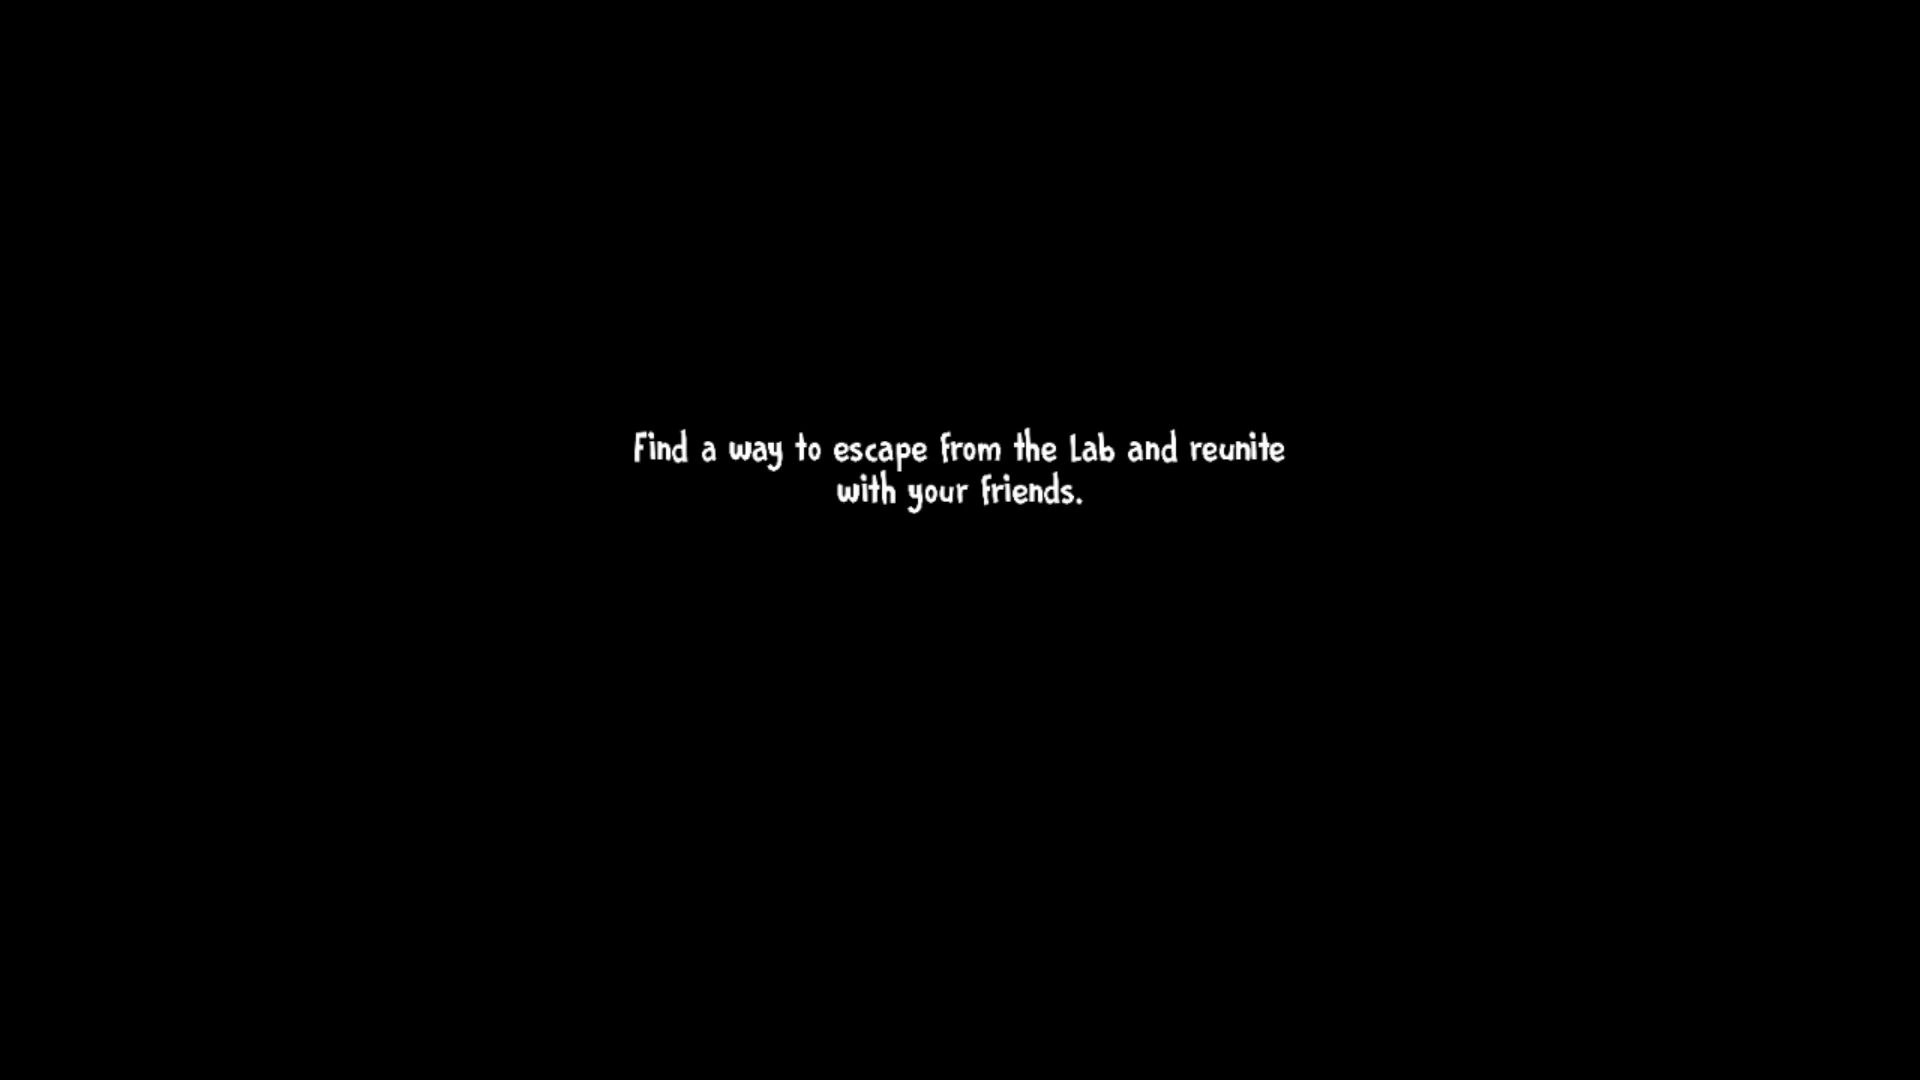 Find a way to escape from the Lab and reunite
with your friends.